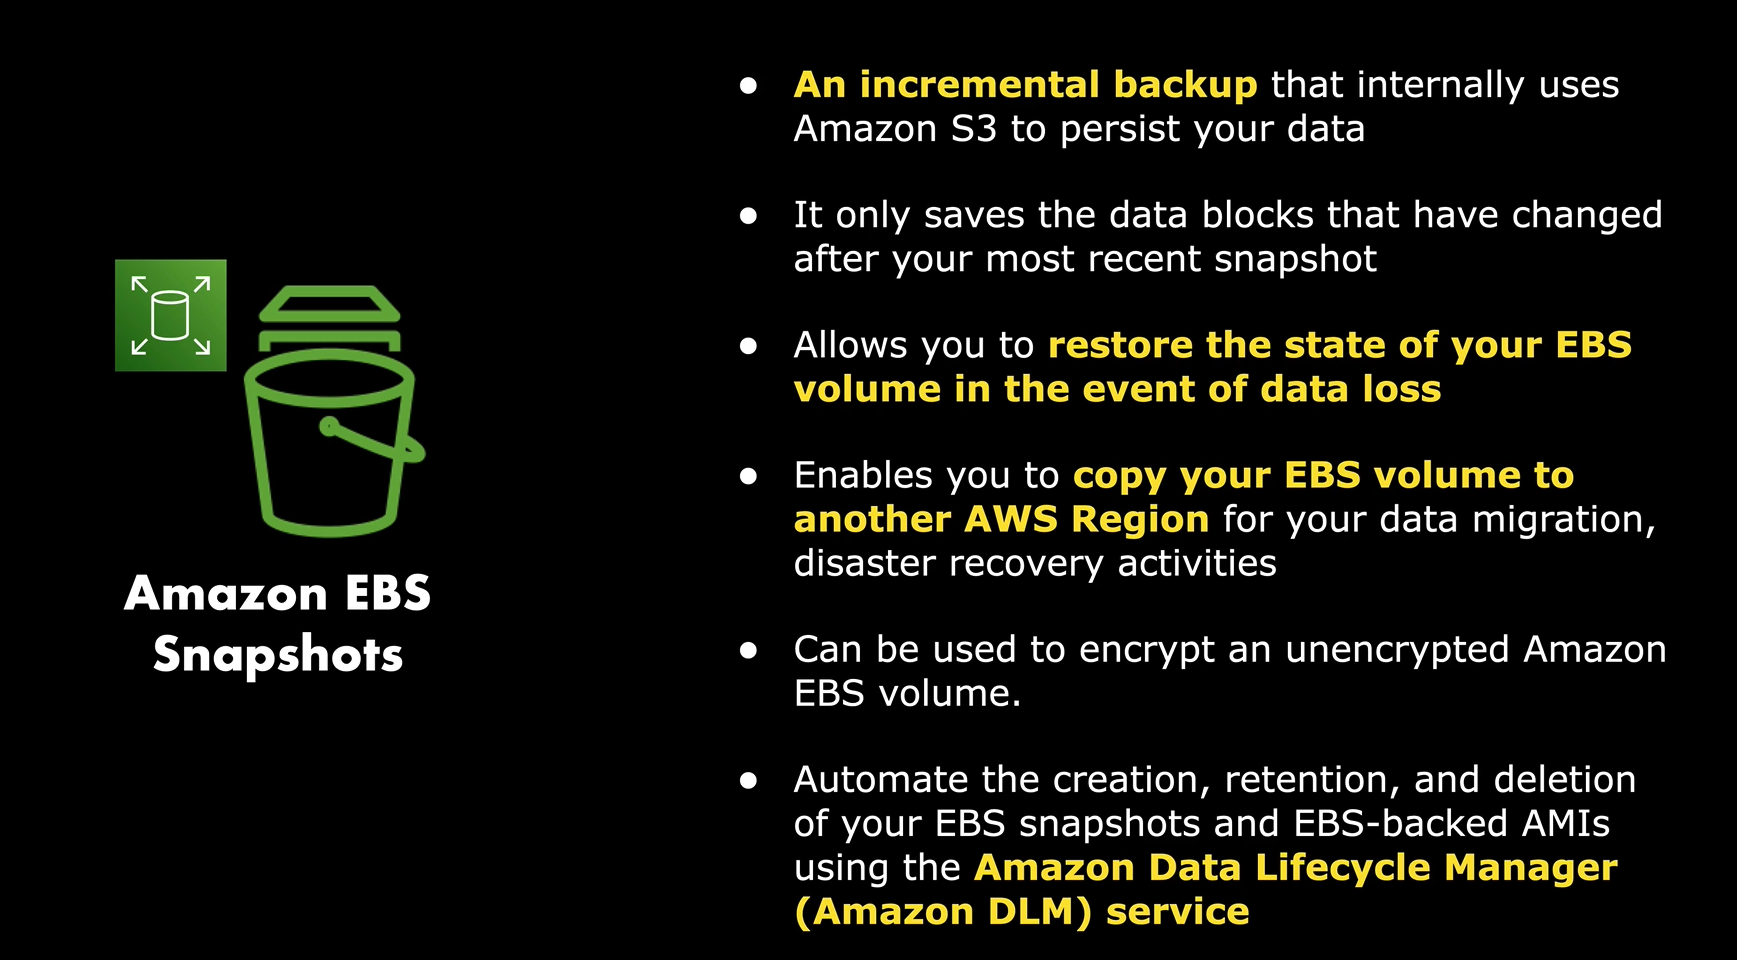 Amazon EBS
Snapshots
● An incremental backup that internally uses
Amazon S3 to persist your data
● It only saves the data blocks that have changed
after your most recent snapshot
● Allows you to restore the state of your EBS
volume in the event of data loss
● Enables you to copy your EBS volume to
another AWS Region for your data migration,
disaster recovery activities
● Can be used to encrypt an unencrypted Amazon
EBS volume.
● Automate the creation, retention, and deletion
of your EBS snapshots and EBS-backed AMIs
using the Amazon Data Lifecycle Manager
(Amazon DLM) service